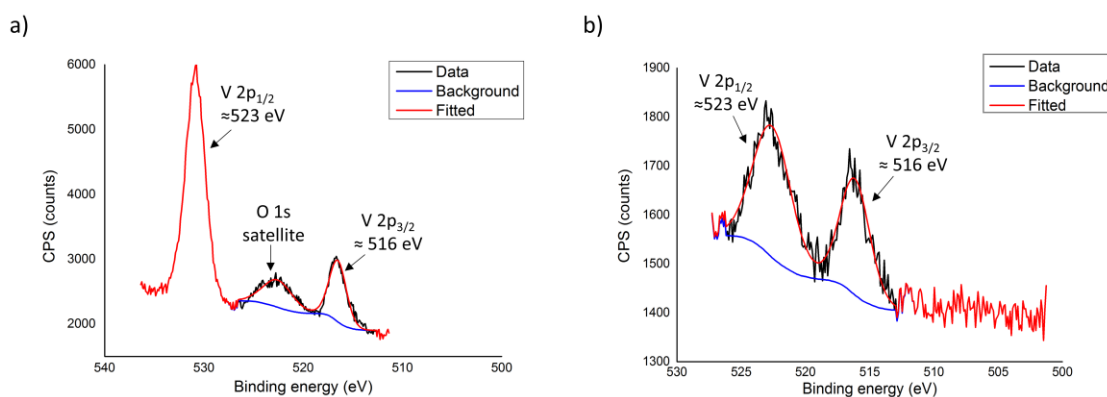 a)
6000
5000
4000
3000
2000
CPS (counts)
V 2p1/2
≈523 eV
O 1s
satellite
V 2p3/2
≈ 516 eV
Data
Background
Fitted
540
530
520
510
500
Binding energy (eV)
b)
1900
1800
1700
1600
1500
1400
1300
CPS (counts)
V 2p1/2
≈523 eV
V 2p3/2
≈ 516 eV
Data
Background
Fitted
530
525
520
515
510
505
500
Binding energy (eV)